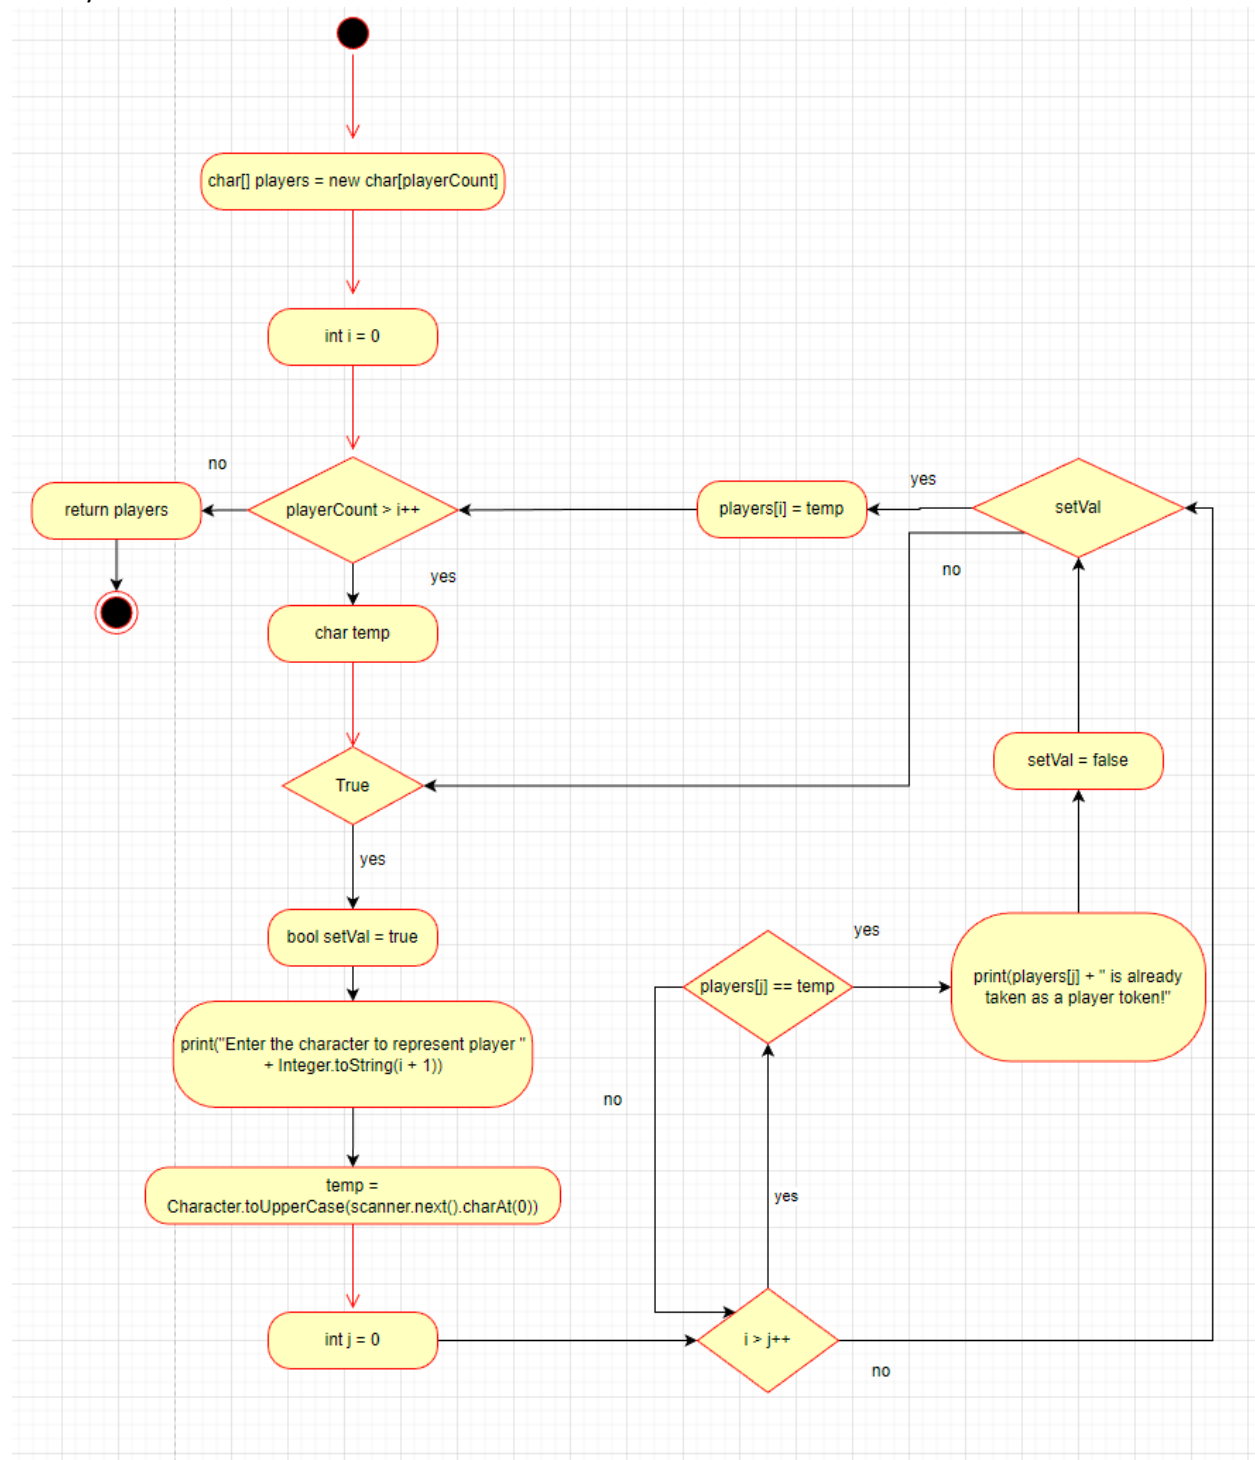 char[] players = new char[playerCount]
int i = 0
no
return players
playerCount > i++
players[i] = temp
yes
setVal
yes
no
char temp
True
setVal = false
yes
bool setVal = true
yes
players[j] == temp
print(players[j] + " is already
taken as a player token!"
print("Enter the character to represent player "
+ Integer.toString(i + 1))
no
temp =
Character.toUpperCase(scanner.next().charAt(0))
yes
int j = 0
i > j++
no